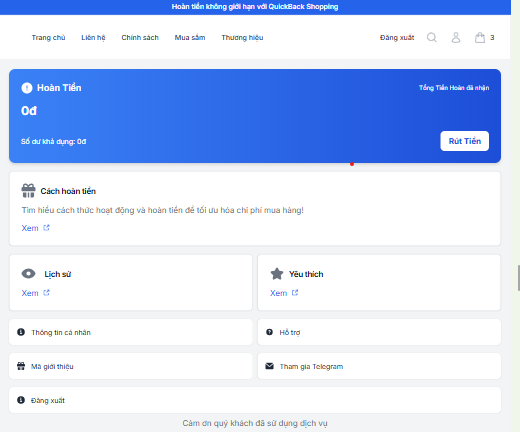 Hoàn tiền không giới hạn với QuickBack Shopping
Trang chủ Liên hệ Chính sách Mua sắm Thương hiệu Đăng xuất 3
Hoàn Tiền Tổng Tiền Hoàn đã nhận
0đ
Số dư khả dụng: 0đ Rút Tiền
Cách hoàn tiền
Tìm hiểu cách thức hoạt động và hoàn tiền để tối ưu hóa chi phí mua hàng!
Xem
Lịch sử Yêu thích
Xem Xem
Thông tin cá nhân Hỗ trợ
Mã giới thiệu Tham gia Telegram
Đăng xuất
Cảm ơn quý khách đã sử dụng dịch vụ